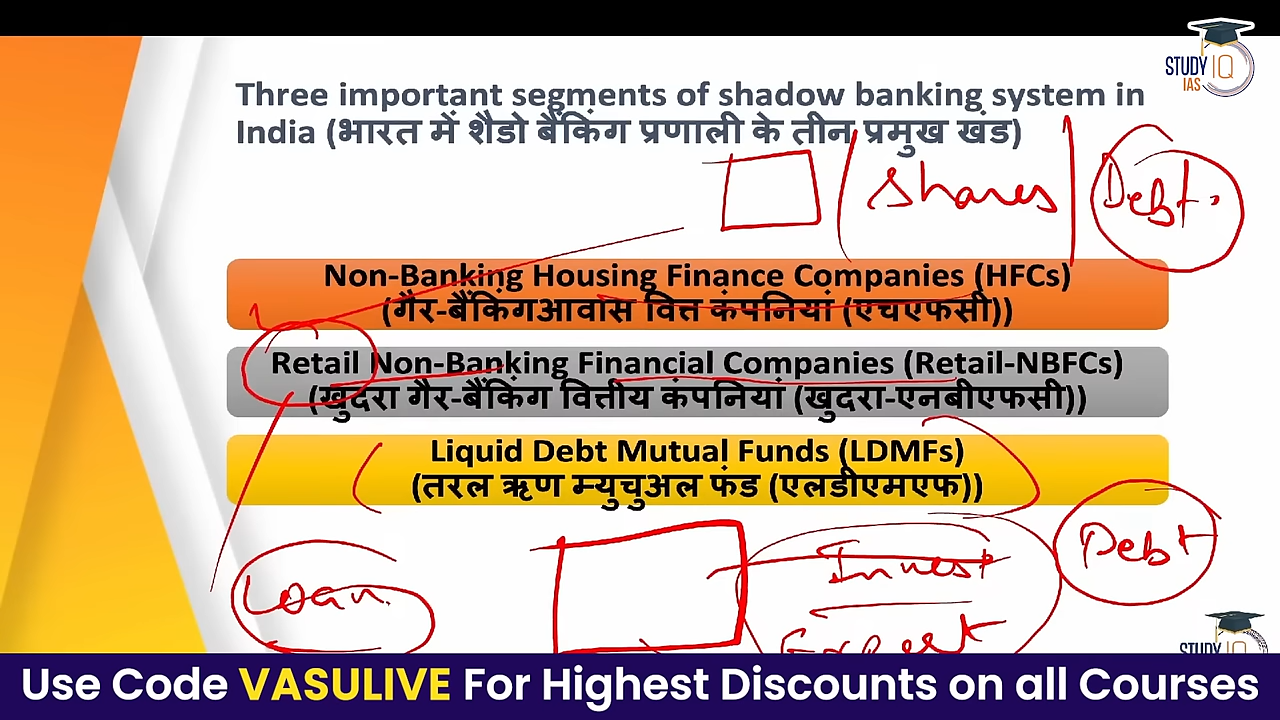 STUDY IQ
IAS
Three important segments of shadow banking system in
India (भारत में शैडो बैंकिंग प्रणाली के तीन प्रमुख खंड)
shares
Debt
Non-Banking Housing Finance Companies (HFCs)
(गैर-बैंकिंगआवास वित्त कंपनियां (एचएफसी))
Retail Non-Banking Financial Companies (Retail-NBFCs)
(खुदरा गैर-बैंकिंग वित्तीय कंपनियां (खुदरा-एनबीएफसी))
Liquid Debt Mutual Funds (LDMFs)
(तरल ऋण म्युचुअल फंड (एलडीएमएफ))
Debt
Invest
Loan
Expert
STUDY IQ
Use Code VASULIVE For Highest Discounts on all Courses